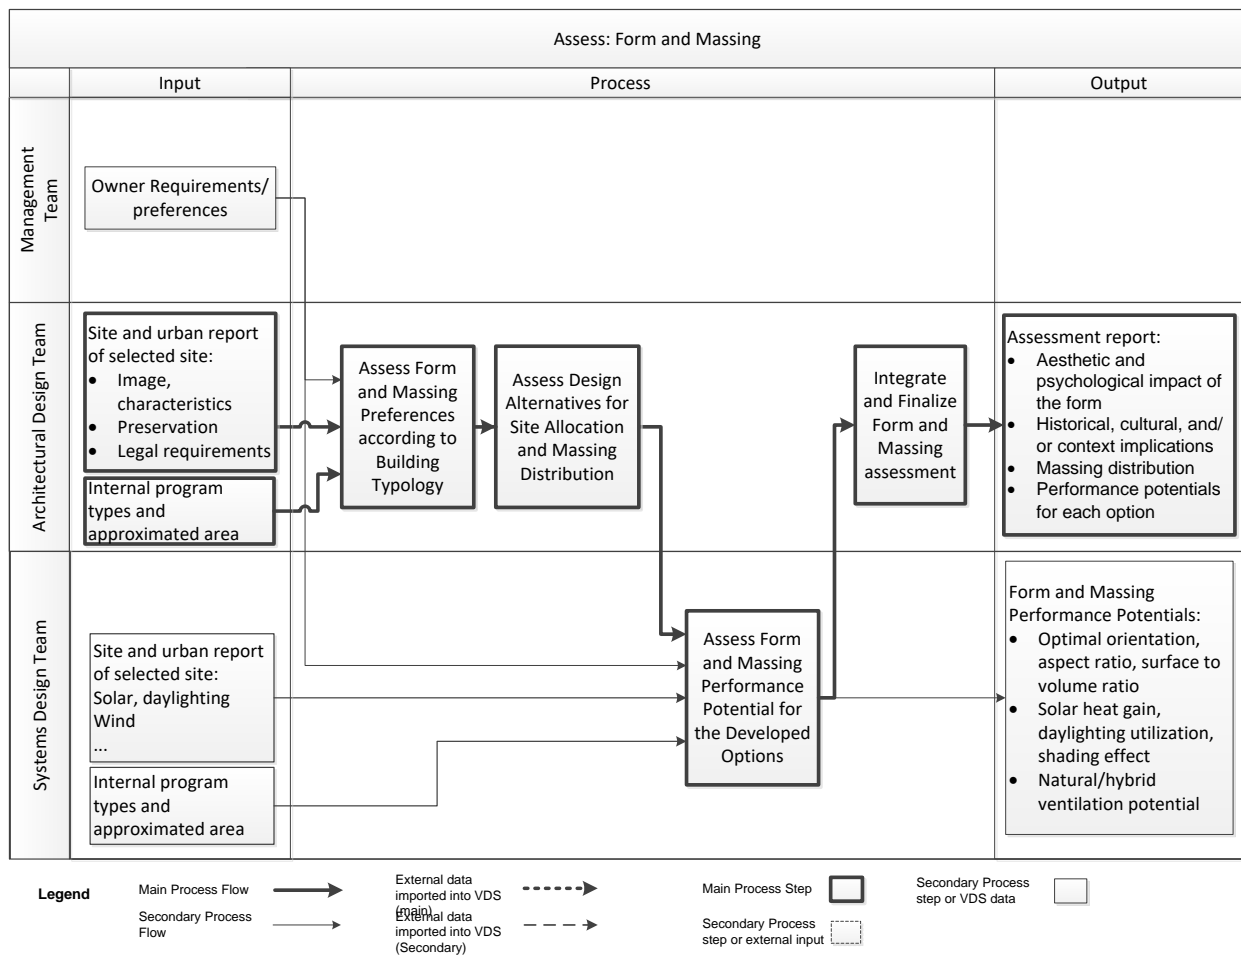 Assess: Form and Massing
Input
Process
Output
Management
Team
Owner Requirements/
preferences
Architectural Design Team
Site and urban report
of selected site:
• Image,
characteristics
• Preservation
• Legal requirements
Internal program
types and
approximated area
Assess Form
and Massing
Preferences
according to
Building
Typology
Assess Design
Alternatives for
Site Allocation
and Massing
Distribution
Integrate
and Finalize
Form and
Massing
assessment
Assessment report:
• Aesthetic and
psychological impact of
the form
• Historical, cultural, and/
or context implications
• Massing distribution
• Performance potentials
for each option
Systems Design Team
Site and urban report
of selected site:
Solar, daylighting
Wind
...
Internal program
types and
approximated area
Assess Form
and Massing
Performance
Potential for
the Developed
Options
Form and Massing
Performance Potentials:
• Optimal orientation,
aspect ratio, surface to
volume ratio
• Solar heat gain,
daylighting utilization,
shading effect
• Natural/hybrid
ventilation potential
Legend
Main Process Flow
Secondary Process
Flow
External data
imported into VDS
(main)
External data
imported into VDS
(Secondary)
Main Process Step
Secondary Process
step or external input
Secondary Process
step or VDS data